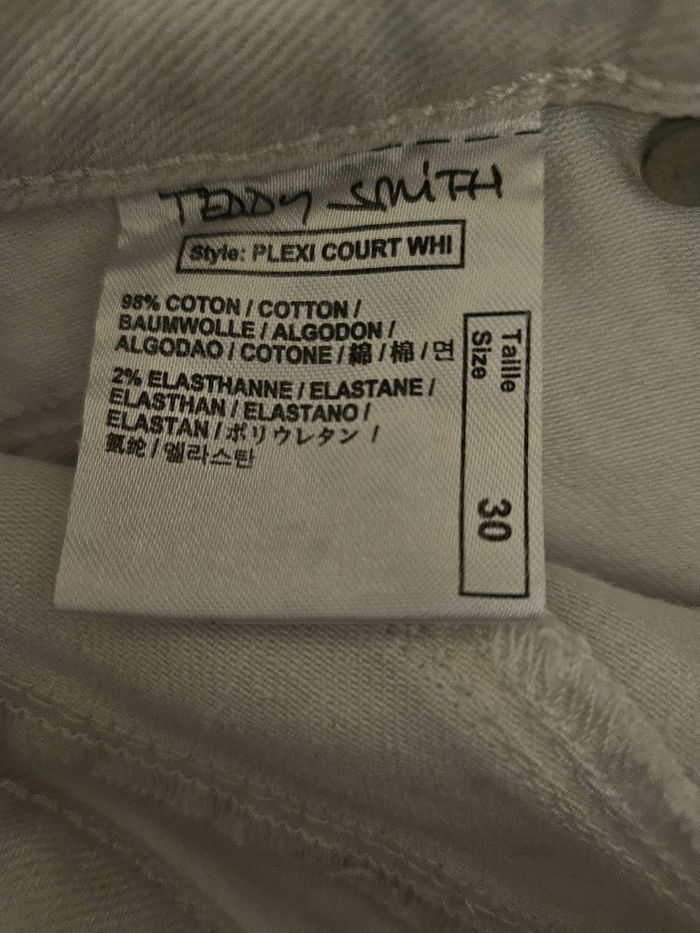 TEDDY SMITH
Style: PLEXI COURT WHI
98% COTON / COTTON /
BAUMWOLLE / ALGODON /
ALGODAO / COTONE / 綿 / 棉 / 면
2% ELASTHANNE / ELASTANE /
ELASTHAN / ELASTANO /
ELASTAN / ポリウレタン /
氨綸 / 엘라스탄
Taille
Size
30